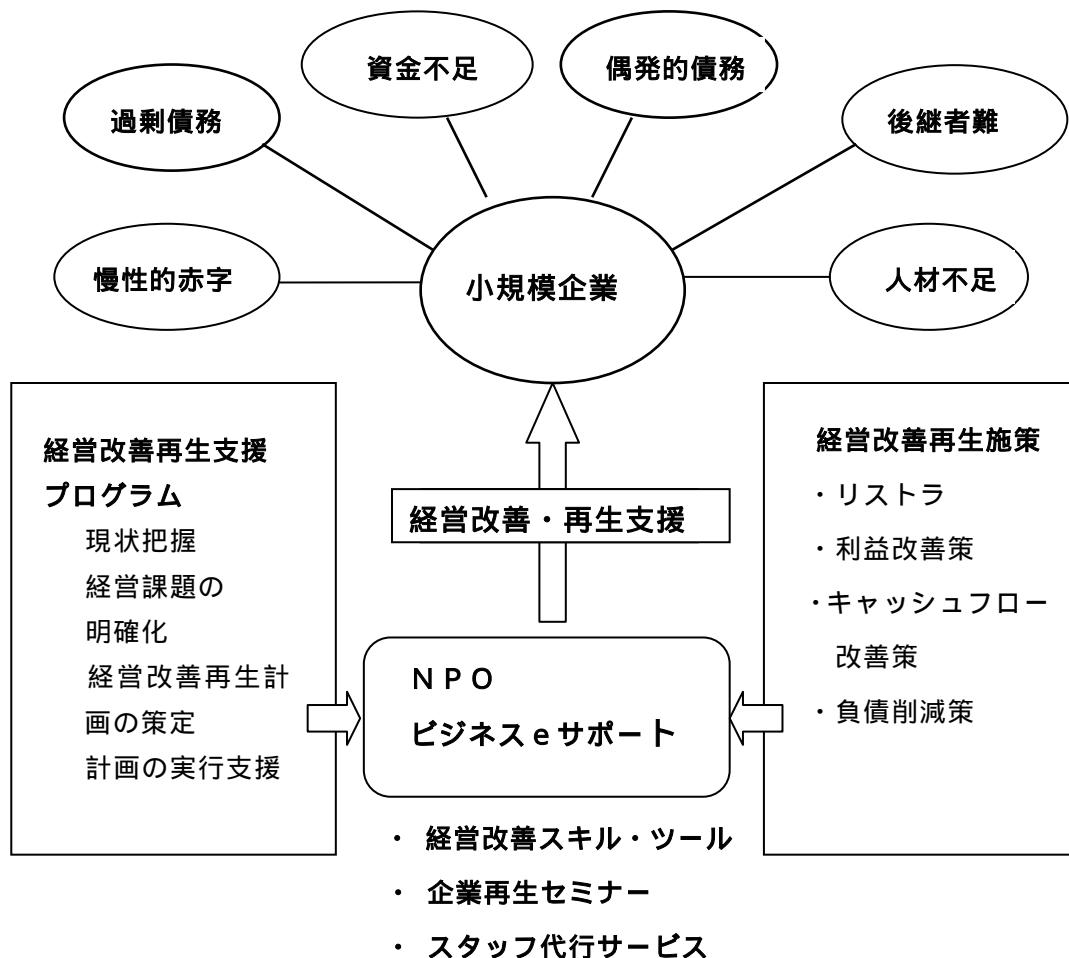 資金不足
偶発的債務
過剰債務
後継者難
慢性的赤字
小規模企業
人材不足
経営改善再生支援
プログラム
現状把握
経営課題の
明確化
経営改善再生計
画の策定
計画の実行支援
経営改善・再生支援
経営改善再生施策
・リストラ
・利益改善策
・キャッシュフロー
改善策
・負債削減策
ＮＰＯ
ビジネスｅサポート
・ 経営改善スキル・ツール
・ 企業再生セミナー
・ スタッフ代行サービス